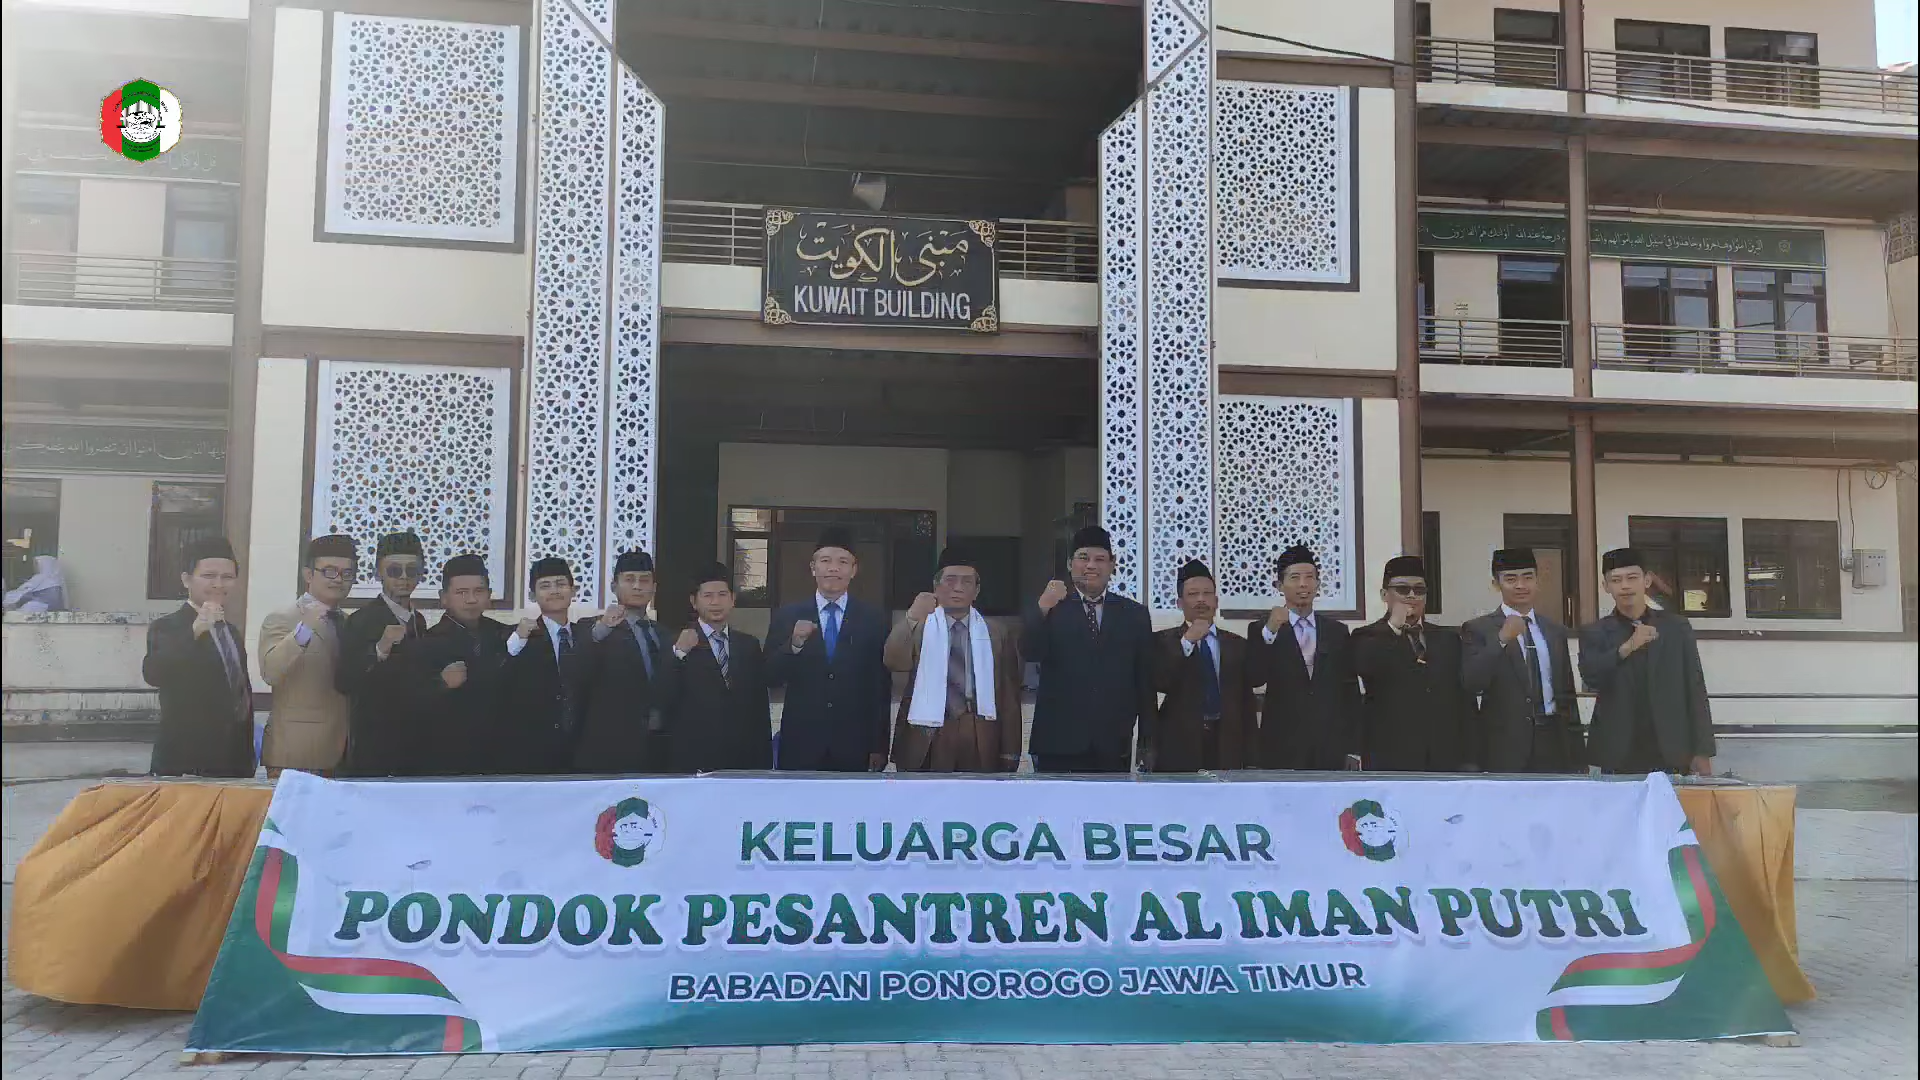 مبنى الكويت
KUWAIT BUILDING
KELUARGA BESAR
PONDOK PESANTREN AL IMAN PUTRI
BABADAN PONOROGO JAWA TIMUR